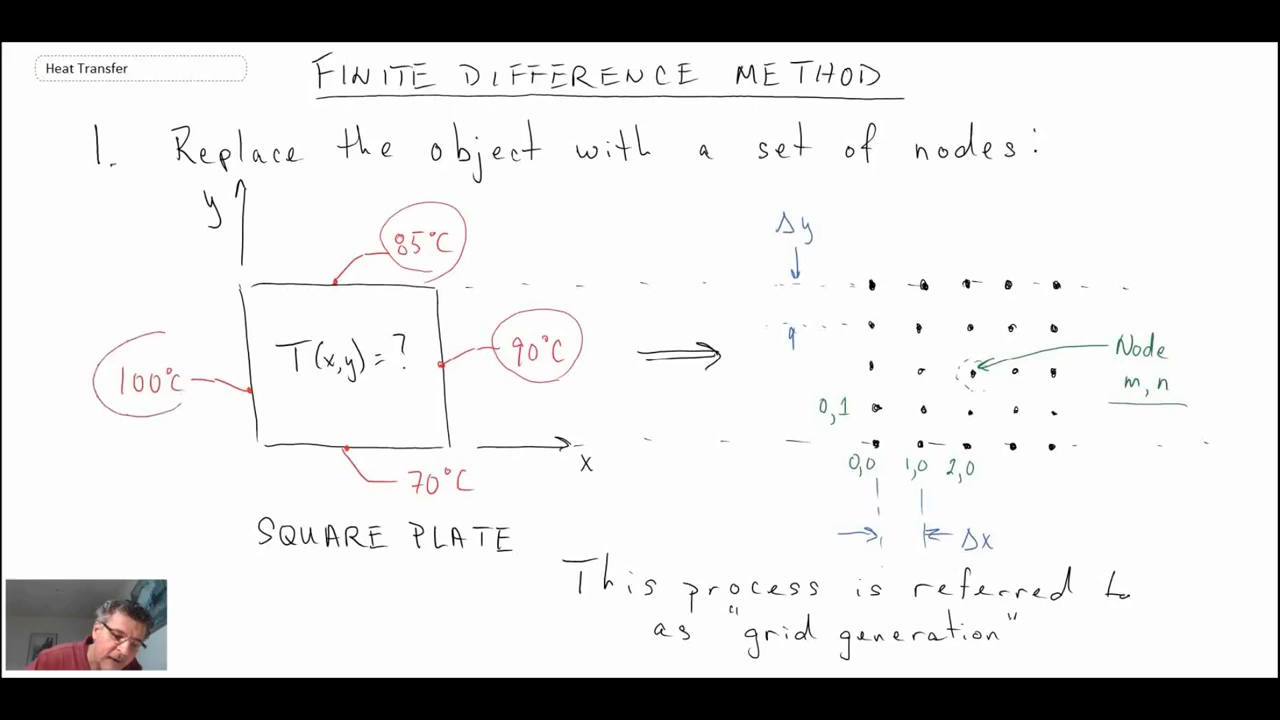 Heat Transfer
FINITE DIFFERENCE METHOD
1. Replace the object with a set of nodes:
y
85°C
T(x,y) = ?
90°C
100°C
70°C
x
SQUARE PLATE
Δy
Node
m, n
0,1
0,0 1,0 2,0
Δx
This process is referred to
as "grid generation"